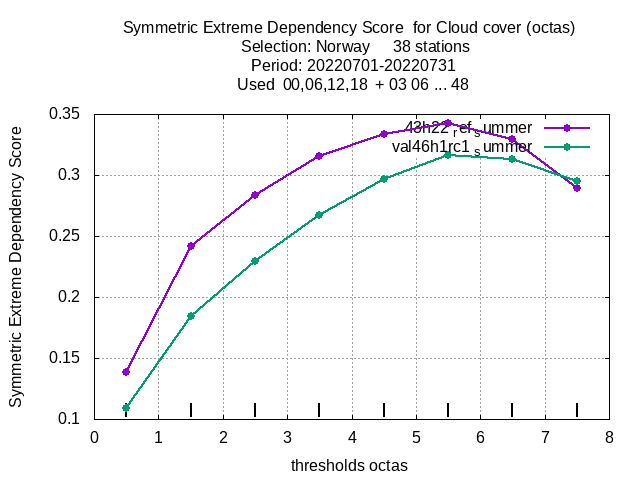 Symmetric Extreme Dependency Score  for Cloud cover (octas)
Selection: Norway     38 stations
Period: 20220701-20220731
Used  00,06,12,18  + 03 06 ... 48
0.35
0.3
0.25
0.2
0.15
0.1
Symmetric Extreme Dependency Score
43h22_ref_summer
val46h1rc1_summer
0 1 2 3 4 5 6 7 8
thresholds octas